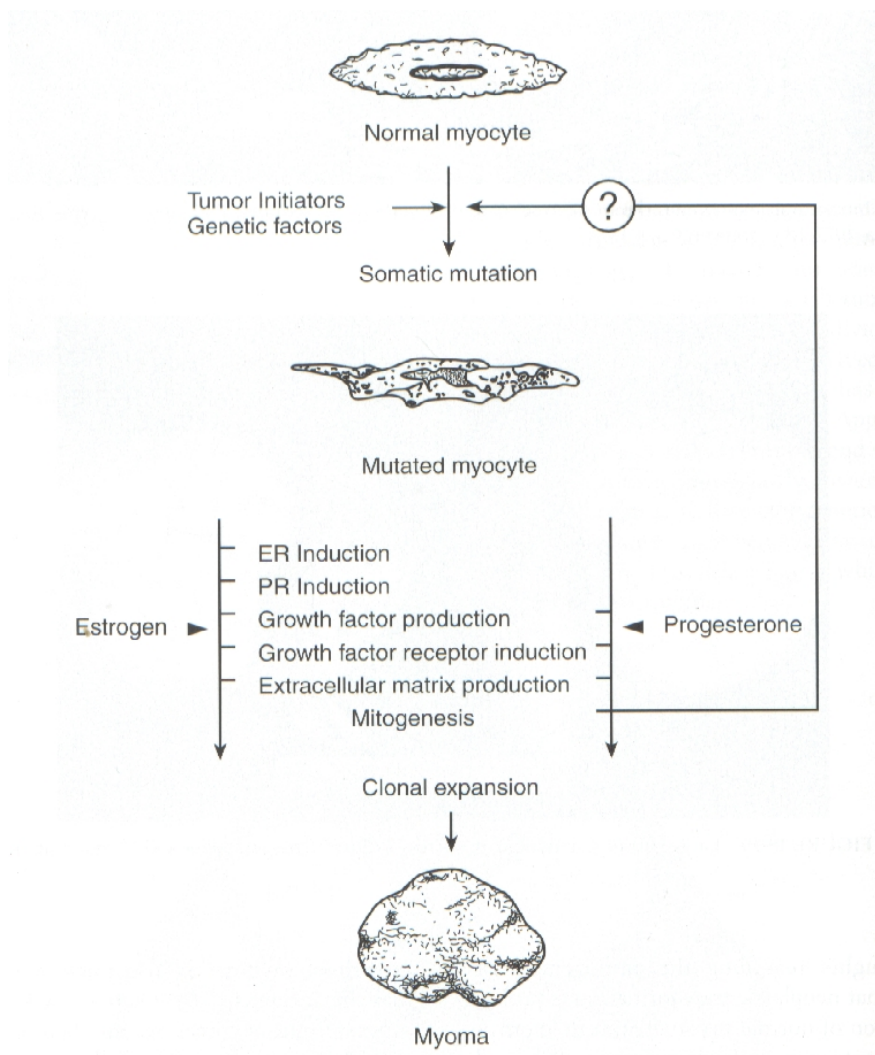 Normal myocyte
Tumor Initiators
Genetic factors
?
Somatic mutation
Mutated myocyte
ER Induction
PR Induction
Estrogen
Growth factor production
Progesterone
Growth factor receptor induction
Extracellular matrix production
Mitogenesis
Clonal expansion
Myoma